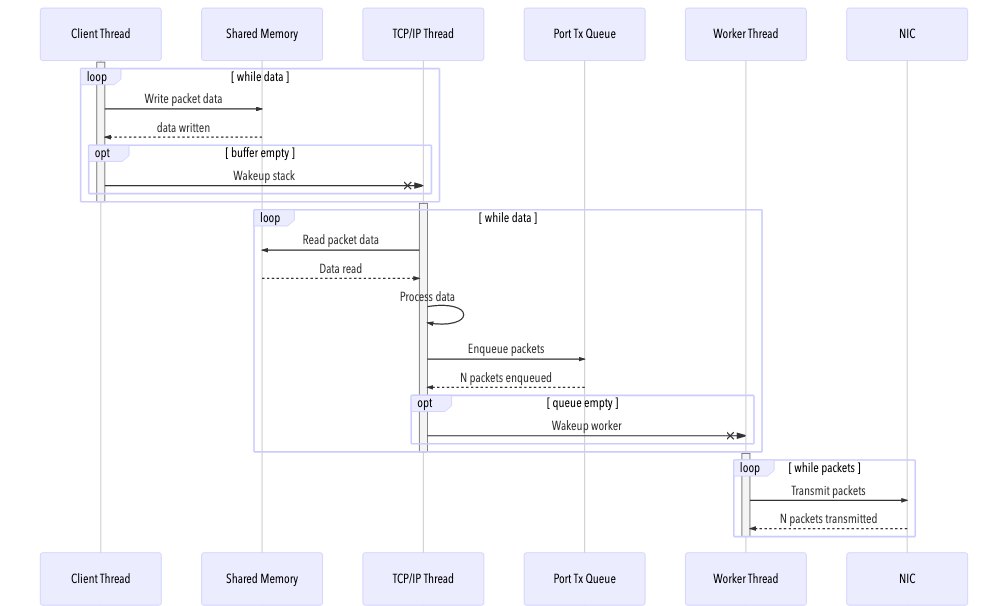 Client Thread
Shared Memory
TCP/IP Thread
Port Tx Queue
Worker Thread
NIC
loop
[ while data ]
Write packet data
data written
opt
[ buffer empty ]
Wakeup stack
loop
[ while data ]
Read packet data
Data read
Process data
Enqueue packets
N packets enqueued
opt
[ queue empty ]
Wakeup worker
loop
[ while packets ]
Transmit packets
N packets transmitted
Client Thread
Shared Memory
TCP/IP Thread
Port Tx Queue
Worker Thread
NIC